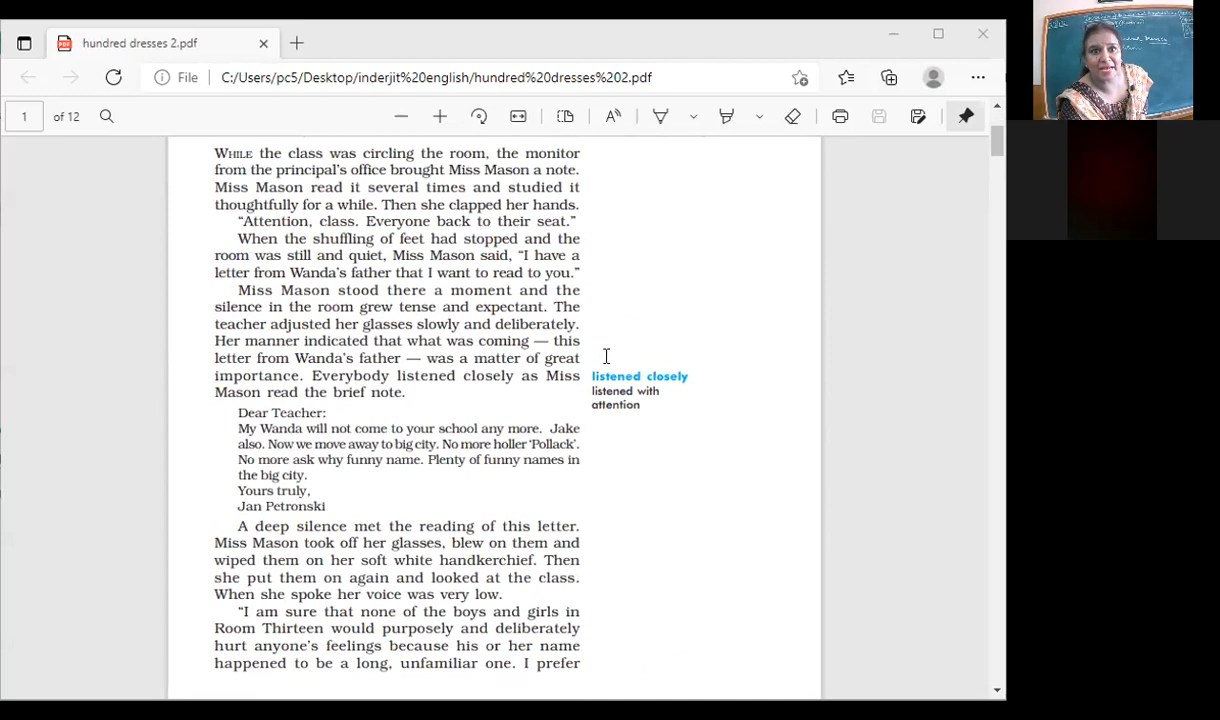 hundred dresses 2.pdf
File
C:/Users/pc5/Desktop/inderjit%20english/hundred%20dresses%202.pdf
1 of 12
WHILE the class was circling the room, the monitor
from the principal's office brought Miss Mason a note.
Miss Mason read it several times and studied it
thoughtfully for a while. Then she clapped her hands.
“Attention, class. Everyone back to their seat.”
When the shuffling of feet had stopped and the
room was still and quiet, Miss Mason said, “I have a
letter from Wanda's father that I want to read to you.”
Miss Mason stood there a moment and the
silence in the room grew tense and expectant. The
teacher adjusted her glasses slowly and deliberately.
Her manner indicated that what was coming — this
letter from Wanda's father — was a matter of great
importance. Everybody listened closely as Miss
Mason read the brief note.
listened closely
listened with
attention
Dear Teacher:
My Wanda will not come to your school any more. Jake
also. Now we move away to big city. No more holler ‘Pollack’.
No more ask why funny name. Plenty of funny names in
the big city.
Yours truly,
Jan Petronski
A deep silence met the reading of this letter.
Miss Mason took off her glasses, blew on them and
wiped them on her soft white handkerchief. Then
she put them on again and looked at the class.
When she spoke her voice was very low.
“I am sure that none of the boys and girls in
Room Thirteen would purposely and deliberately
hurt anyone's feelings because his or her name
happened to be a long, unfamiliar one. I prefer